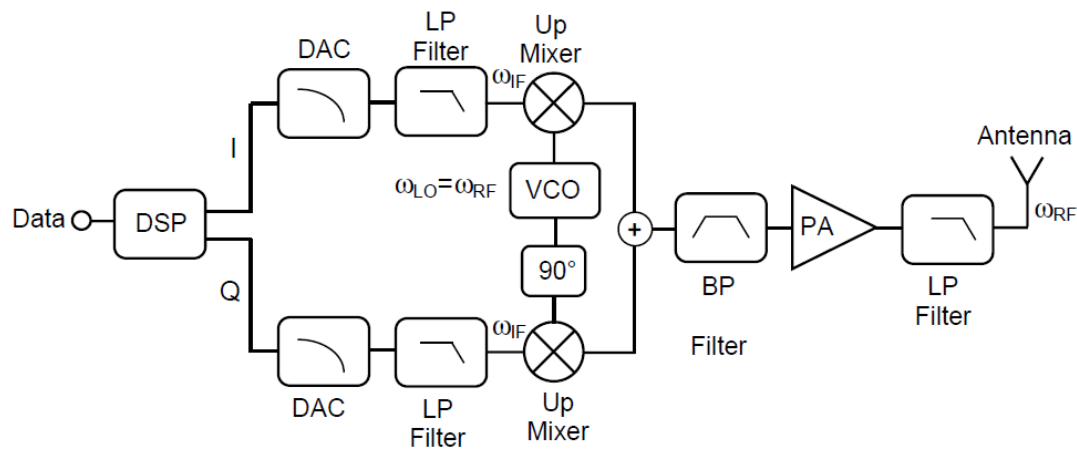 DAC
LP
Filter
Up
Mixer
ωIF
I
Data
DSP
ωLO=ωRF
VCO
90°
+
BP
Filter
PA
LP
Filter
Antenna
ωRF
Q
DAC
LP
Filter
ωIF
Up
Mixer